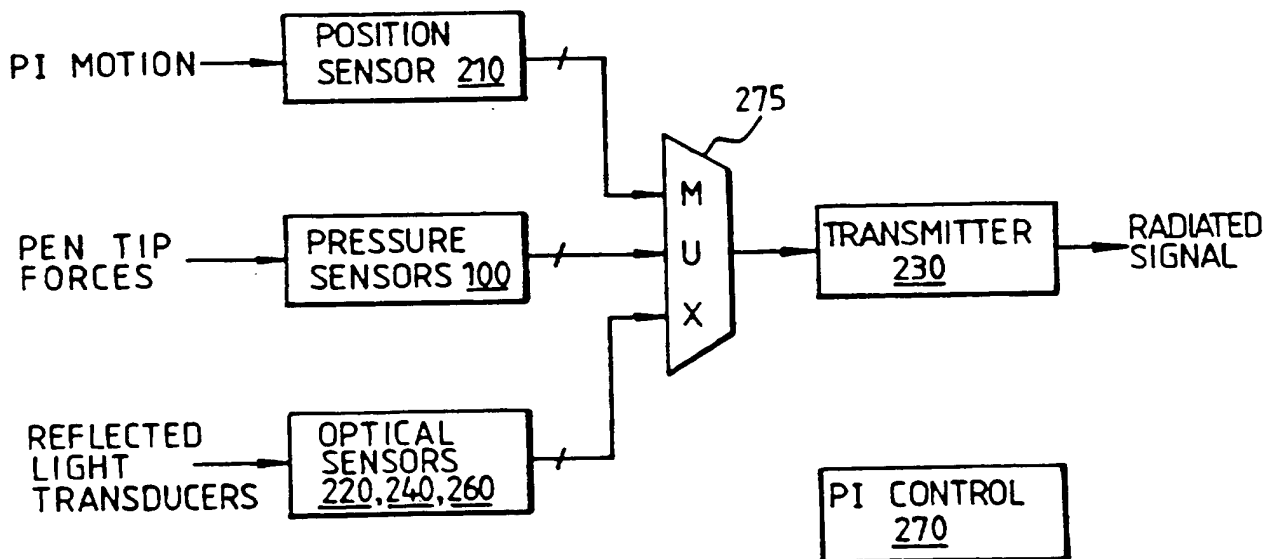 PI MOTION
POSITION
SENSOR 210
275
PEN TIP
FORCES
PRESSURE
SENSORS 100
M
U
X
TRANSMITTER
230
RADIATED
SIGNAL
REFLECTED
LIGHT
TRANSDUCERS
OPTICAL
SENSORS
220,240,260
PI CONTROL
270